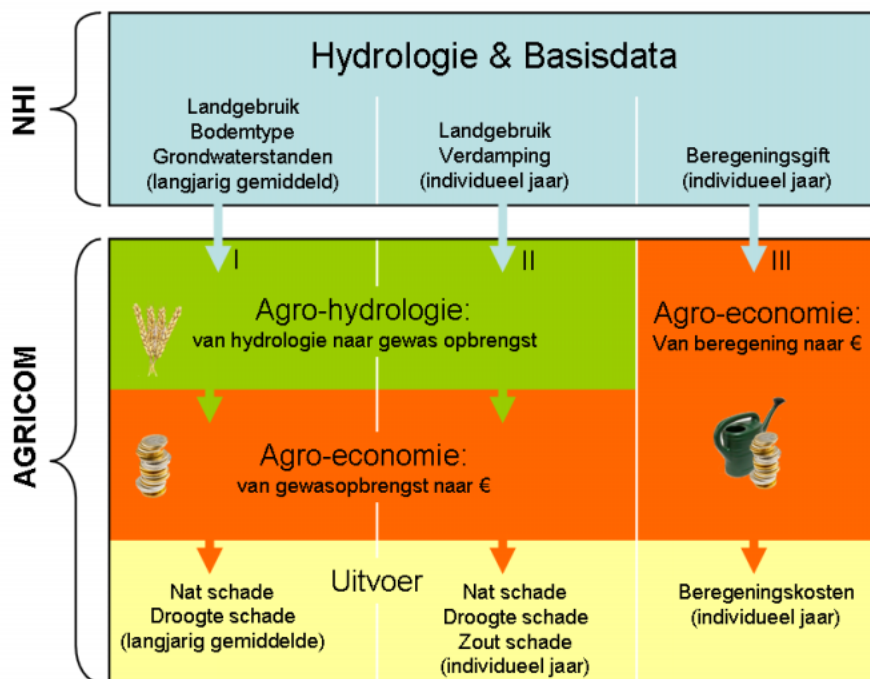 NHI
Hydrologie & Basisdata
Landgebruik
Bodemtype
Grondwaterstanden
(langjarig gemiddeld)
Landgebruik
Verdamping
(individueel jaar)
Beregeningsgift
(individueel jaar)
AGRICOM
I
II
III
Agro-hydrologie:
van hydrologie naar gewas opbrengst
Agro-economie:
Van beregening naar €
Agro-economie:
van gewasopbrengst naar €
Uitvoer
Nat schade
Droogte schade
(langjarig gemiddelde)
Nat schade
Droogte schade
Zout schade
(individueel jaar)
Beregeningskosten
(individueel jaar)